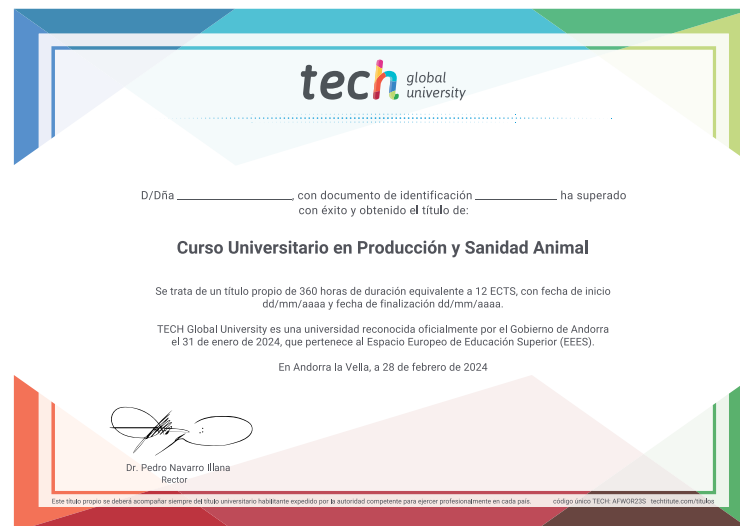 tech global university
D/Dña ____________, con documento de identificación ____________ ha superado
con éxito y obtenido el título de:
Curso Universitario en Producción y Sanidad Animal
Se trata de un título propio de 360 horas de duración equivalente a 12 ECTS, con fecha de inicio
dd/mm/aaaa y fecha de finalización dd/mm/aaaa.
TECH Global University es una universidad reconocida oficialmente por el Gobierno de Andorra
el 31 de enero de 2024, que pertenece al Espacio Europeo de Educación Superior (EEES).
En Andorra la Vella, a 28 de febrero de 2024
Dr. Pedro Navarro Illana
Rector
Este título propio se deberá acompañar siempre del título universitario habilitante expedido por la autoridad competente para ejercer profesionalmente en cada país. código único TECH: AFWOR23S techtitute.com/titulos